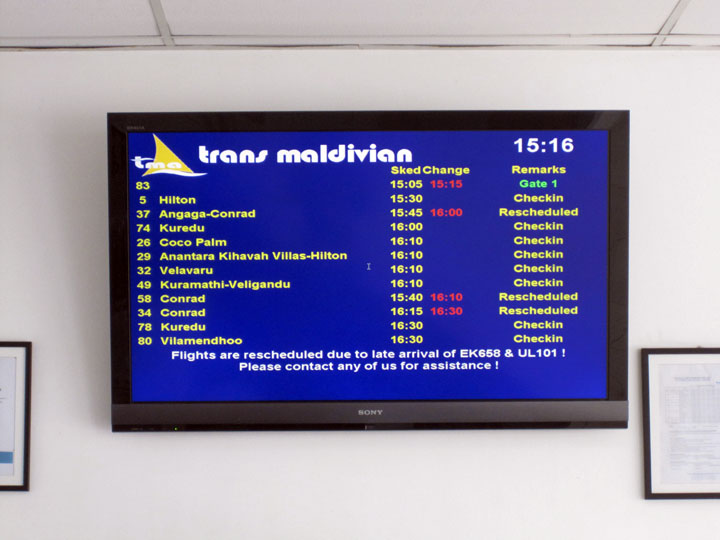 tma trans maldivian 15:16
Sked Change Remarks
83 15:05 15:15 Gate 1
5 Hilton 15:30 Checkin
37 Angaga-Conrad 15:45 16:00 Rescheduled
74 Kuredu 16:00 Checkin
26 Coco Palm 16:10 Checkin
29 Anantara Kihavah Villas-Hilton 16:10 Checkin
32 Velavaru 16:10 Checkin
49 Kuramathi-Veligandu 16:10 Checkin
58 Conrad 15:40 16:10 Rescheduled
34 Conrad 16:15 16:30 Rescheduled
78 Kuredu 16:30 Checkin
80 Vilamendhoo 16:30 Checkin
Flights are rescheduled due to late arrival of EK658 & UL101 !
Please contact any of us for assistance !
SONY